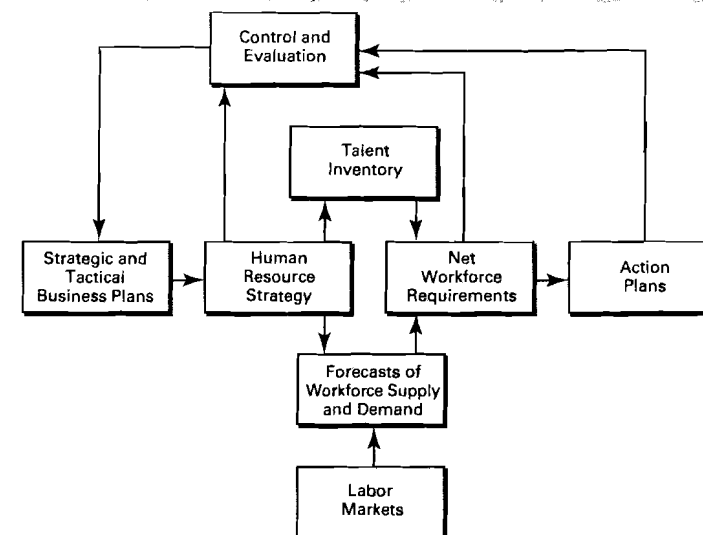 Control and
Evaluation
Talent
Inventory
Strategic and
Tactical
Business Plans
Human
Resource
Strategy
Net
Workforce
Requirements
Action
Plans
Forecasts of
Workforce Supply
and Demand
Labor
Markets